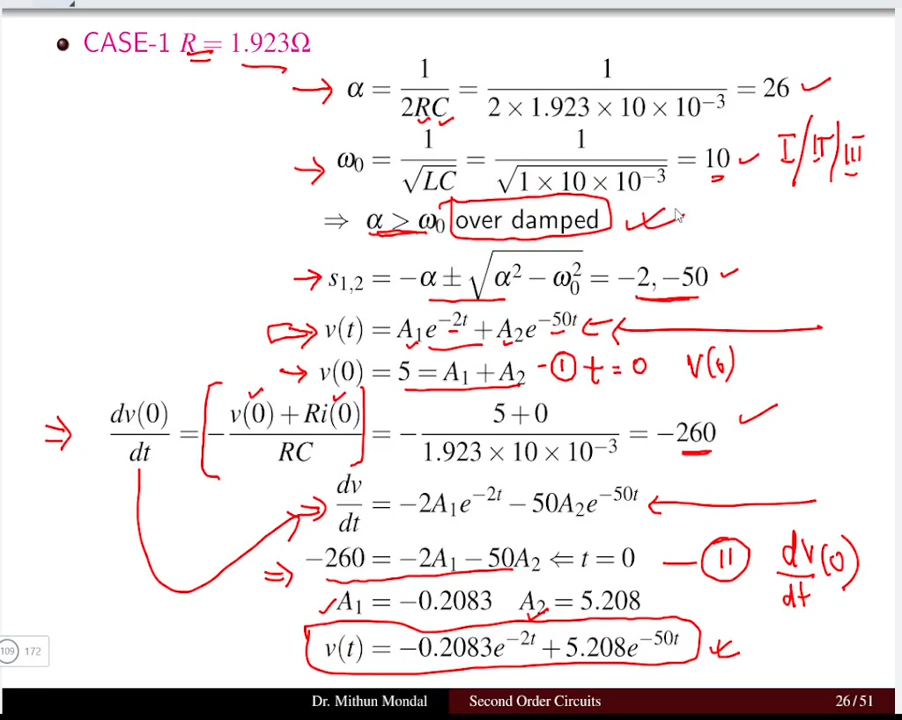 • CASE-1 R = 1.923Ω
α = 1/2RC = 1/(2 × 1.923 × 10 × 10⁻³) = 26
ω₀ = 1/√LC = 1/√(1 × 10 × 10⁻³) = 10 I/II/III
⇒ α > ω₀ over damped
s₁,₂ = −α ± √(α² − ω₀²) = −2, −50
v(t) = A₁e⁻²ᵗ + A₂e⁻⁵⁰ᵗ
v(0) = 5 = A₁ + A₂ - ① t = 0 v(0)
dv(0)/dt = − (v(0) + Ri(0))/RC = − (5+0)/(1.923 × 10 × 10⁻³) = −260
dv/dt = −2A₁e⁻²ᵗ − 50A₂e⁻⁵⁰ᵗ
−260 = −2A₁ − 50A₂ ⇐ t = 0 — II dv/dt(0)
A₁ = −0.2083 A₂ = 5.208
v(t) = −0.2083e⁻²ᵗ + 5.208e⁻⁵⁰ᵗ
109 172
Dr. Mithun Mondal Second Order Circuits 26/51